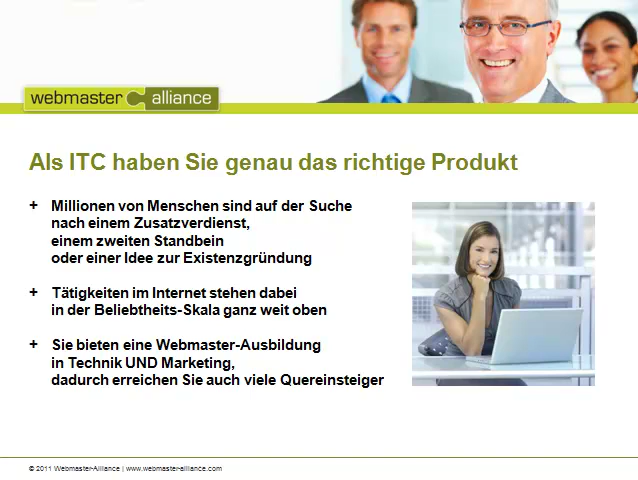 webmaster alliance
Als ITC haben Sie genau das richtige Produkt
+ Millionen von Menschen sind auf der Suche
nach einem Zusatzverdienst,
einem zweiten Standbein
oder einer Idee zur Existenzgründung
+ Tätigkeiten im Internet stehen dabei
in der Beliebtheits-Skala ganz weit oben
+ Sie bieten eine Webmaster-Ausbildung
in Technik UND Marketing,
dadurch erreichen Sie auch viele Quereinsteiger
© 2011 Webmaster-Alliance | www.webmaster-alliance.com